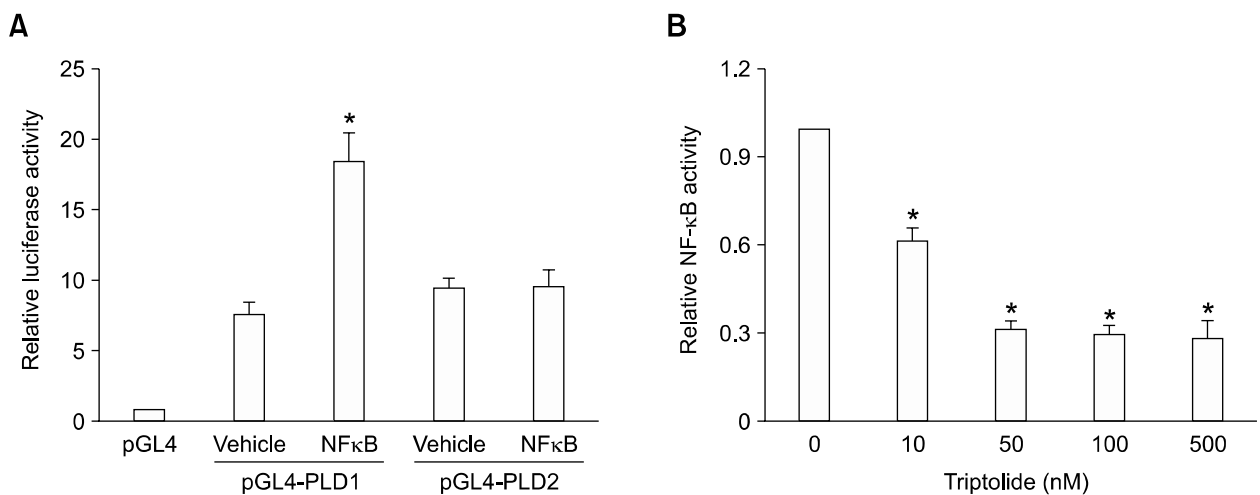 A
Relative luciferase activity
25
20
15
10
5
0
*
pGL4
Vehicle
NFκB
Vehicle
NFκB
pGL4-PLD1
pGL4-PLD2
B
Relative NF-κB activity
1.2
0.9
0.6
0.3
0
*
*
*
*
0
10
50
100
500
Triptolide (nM)